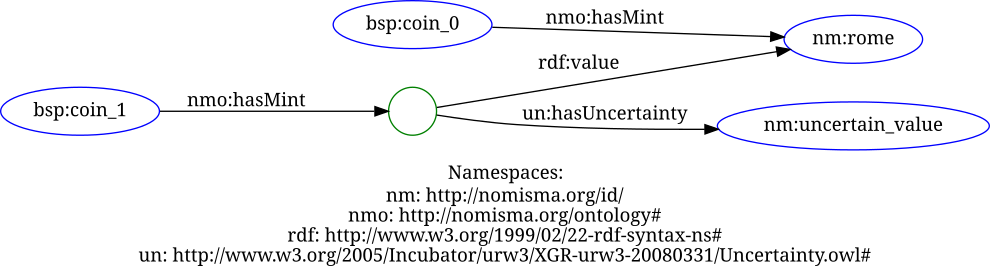 bsp:coin_0
nmo:hasMint
nm:rome
rdf:value
bsp:coin_1
nmo:hasMint
un:hasUncertainty
nm:uncertain_value
Namespaces:
nm: http://nomisma.org/id/
nmo: http://nomisma.org/ontology#
rdf: http://www.w3.org/1999/02/22-rdf-syntax-ns#
un: http://www.w3.org/2005/Incubator/urw3/XGR-urw3-20080331/Uncertainty.owl#